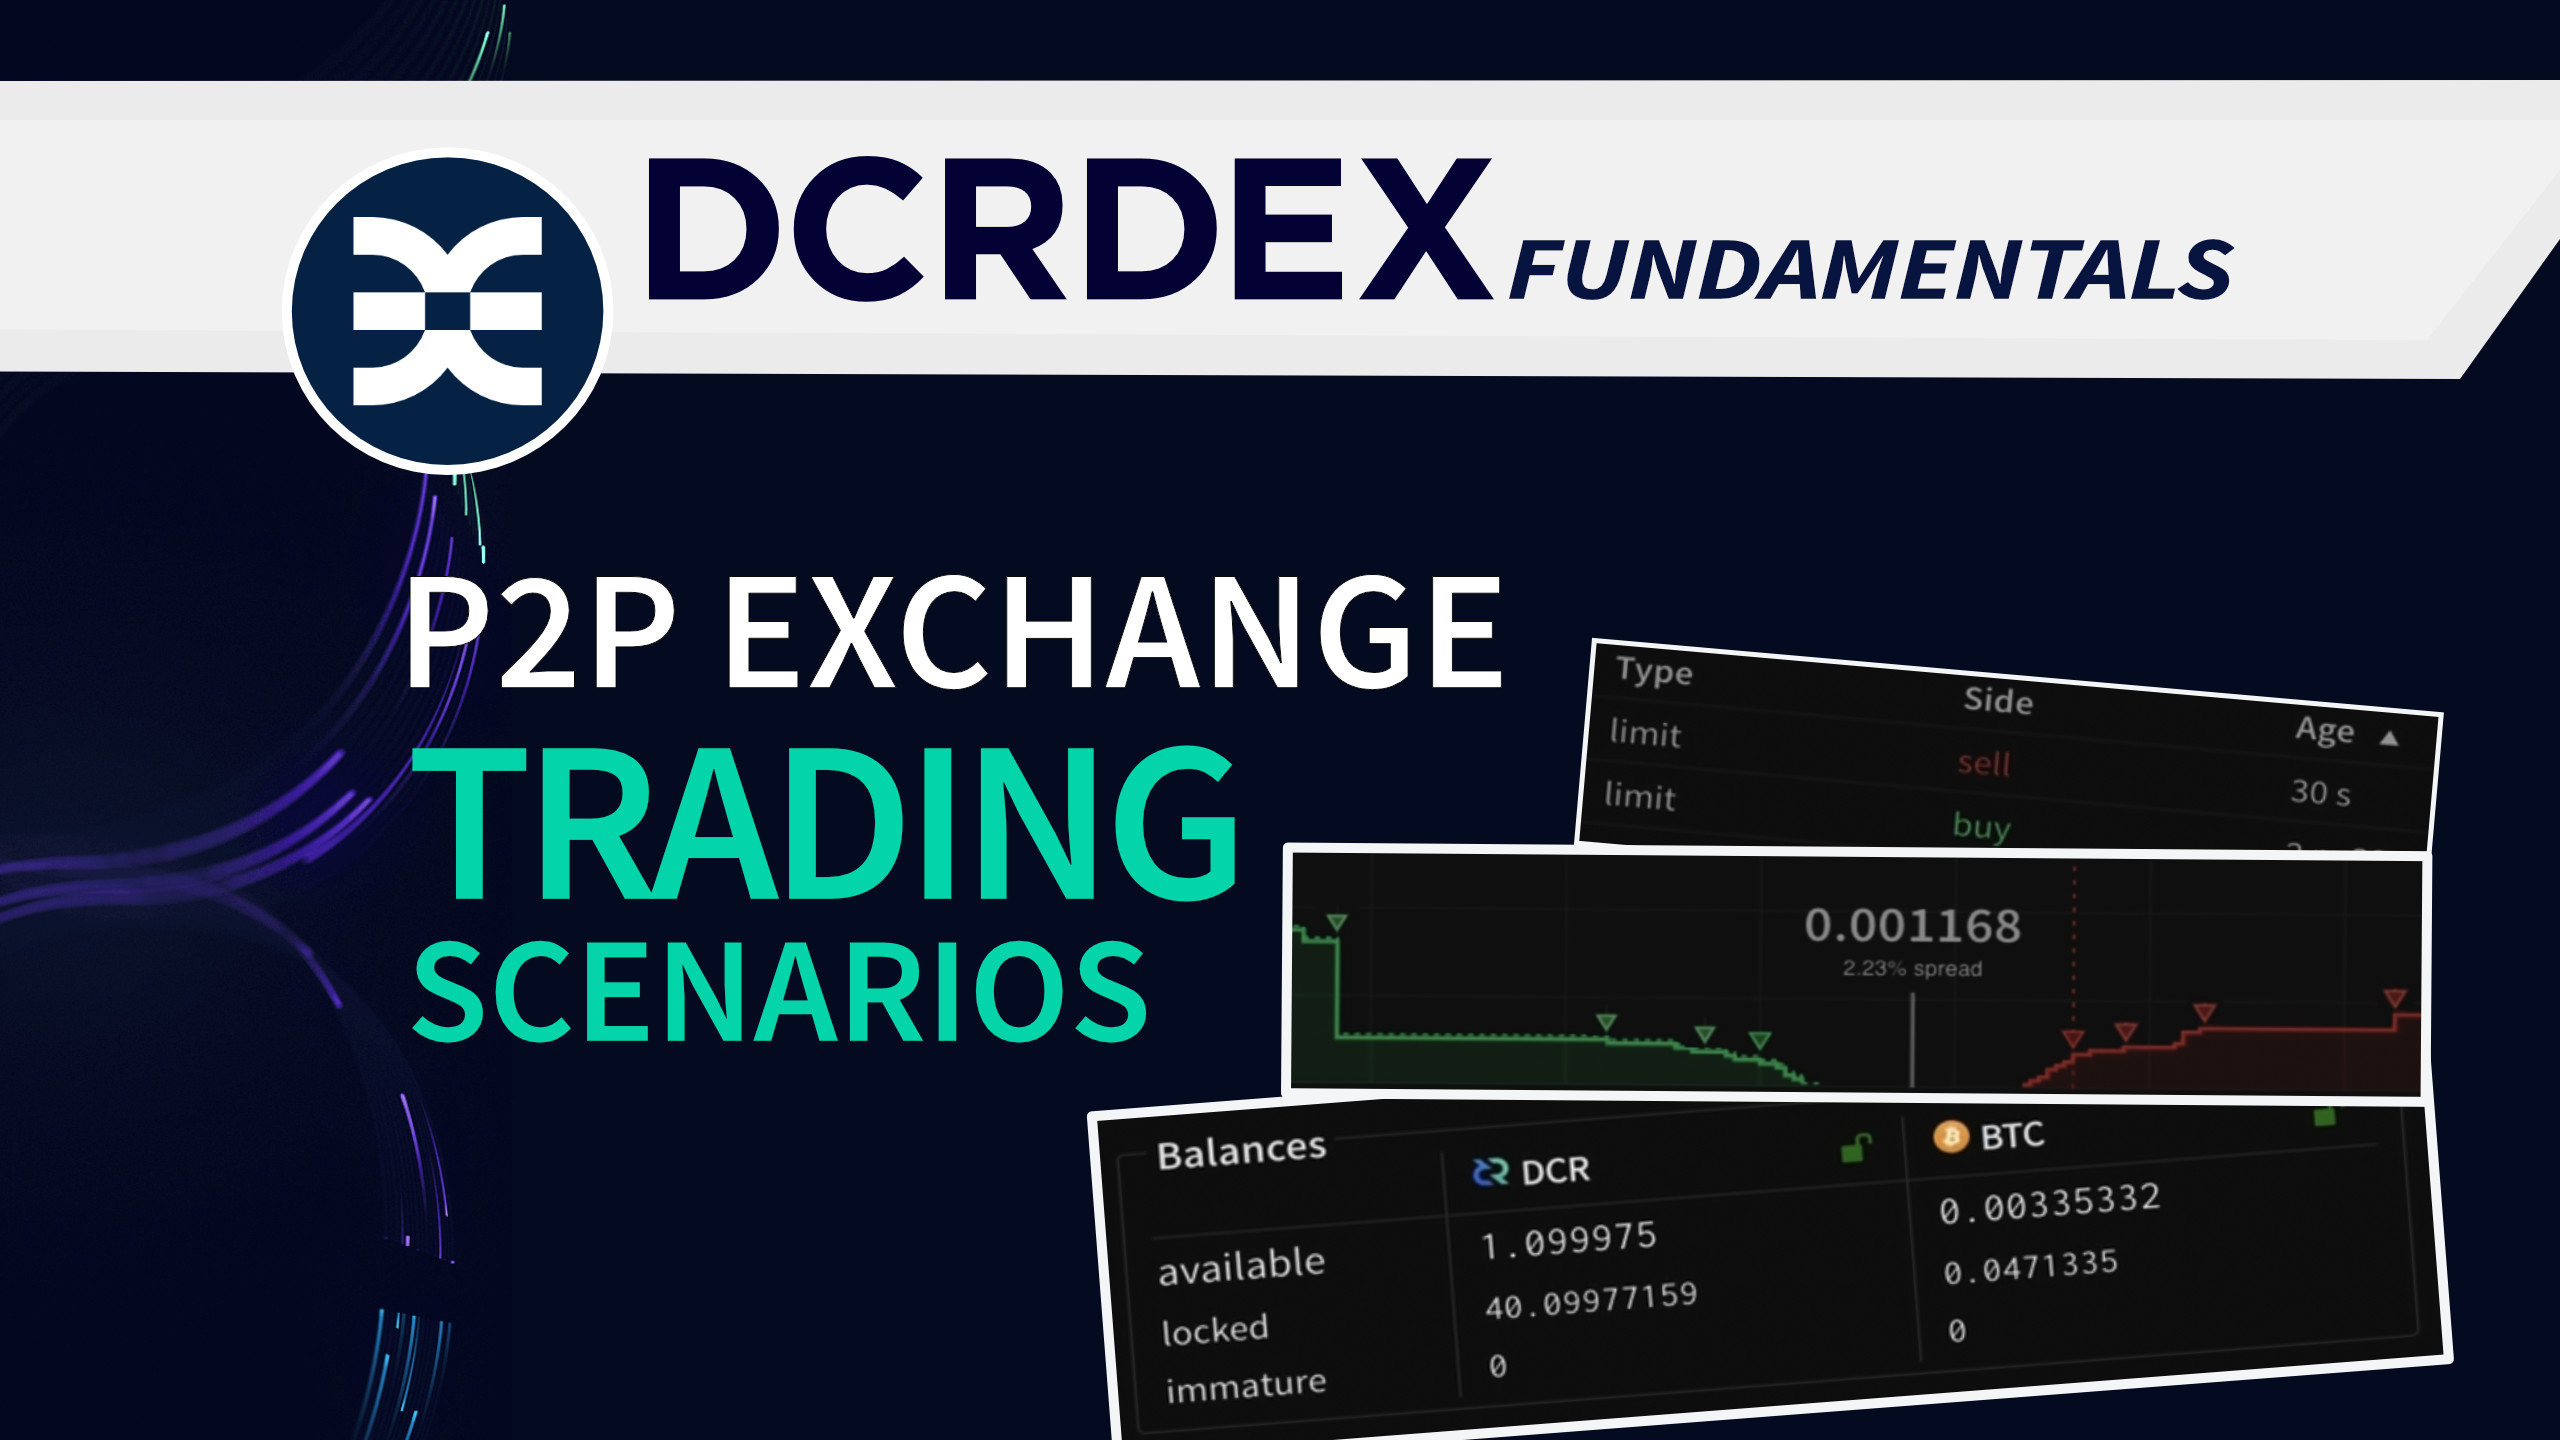 DCRDEX FUNDAMENTALS
P2P EXCHANGE
TRADING
SCENARIOS
Type Side Age ▲
limit sell 30 s
limit buy
0.001168
2.23% spread
Balances DCR BTC
available 1.099975 0.00335332
locked 40.09977159 0.0471335
immature 0 0